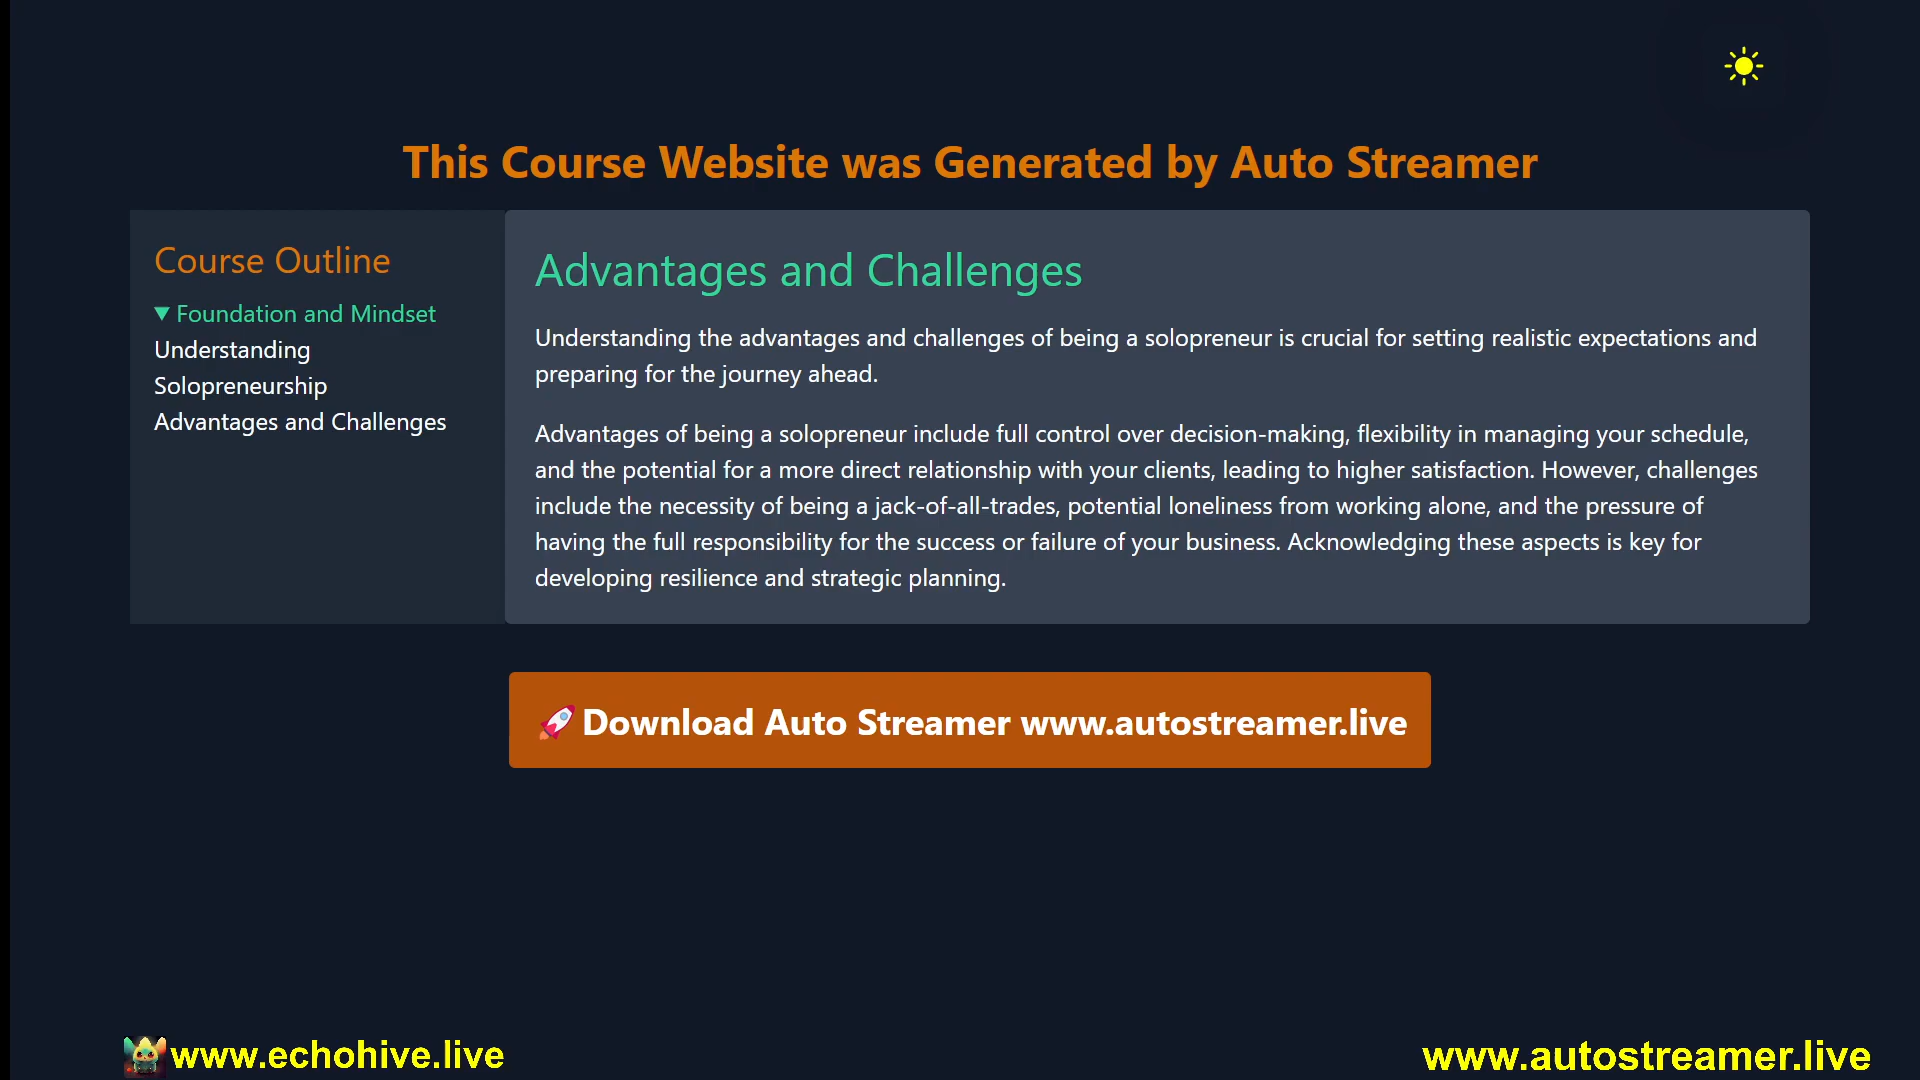 This Course Website was Generated by Auto Streamer
Course Outline
Foundation and Mindset
Understanding
Solopreneurship
Advantages and Challenges
Advantages and Challenges
Understanding the advantages and challenges of being a solopreneur is crucial for setting realistic expectations and
preparing for the journey ahead.
Advantages of being a solopreneur include full control over decision-making, flexibility in managing your schedule,
and the potential for a more direct relationship with your clients, leading to higher satisfaction. However, challenges
include the necessity of being a jack-of-all-trades, potential loneliness from working alone, and the pressure of
having the full responsibility for the success or failure of your business. Acknowledging these aspects is key for
developing resilience and strategic planning.
Download Auto Streamer www.autostreamer.live
www.echohive.live
www.autostreamer.live